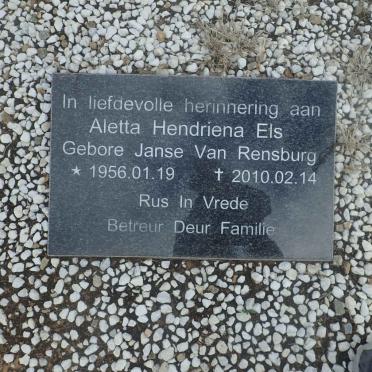 In liefdevolle herinnering aan
Aletta Hendriena Els
Gebore Janse Van Rensburg
★ 1956.01.19 ✝ 2010.02.14
Rus In Vrede
Betreur Deur Familie